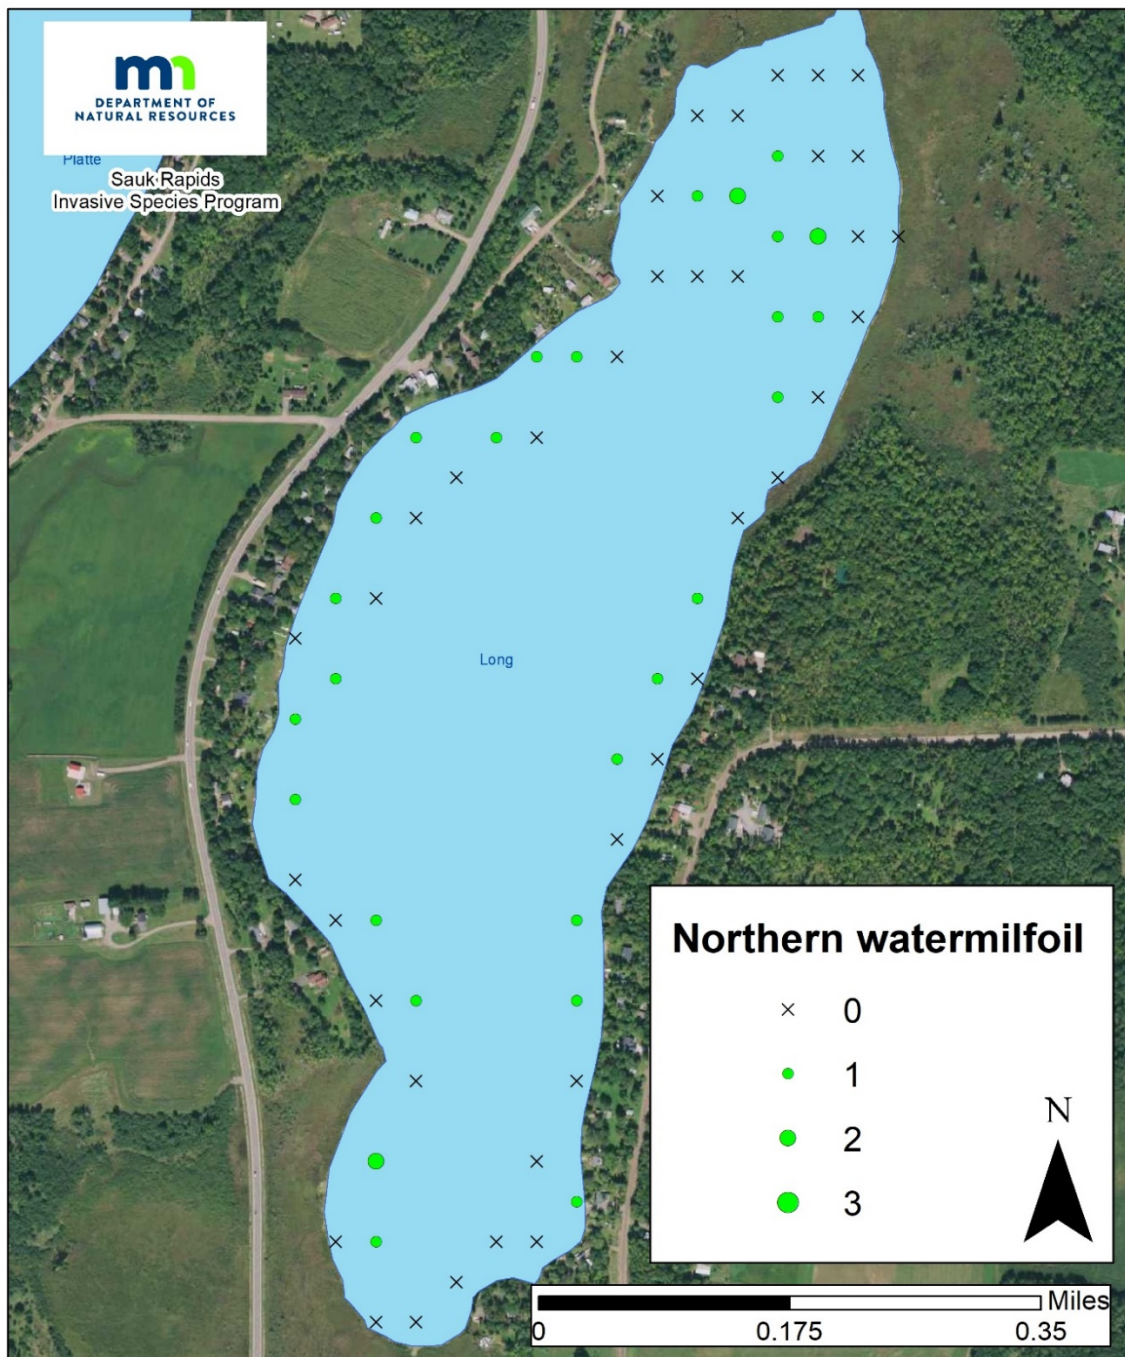 mn
DEPARTMENT OF
NATURAL RESOURCES
Platte
Sauk Rapids
Invasive Species Program
Long
Northern watermilfoil
0
1
2
3
N
Miles
0 0.175 0.35